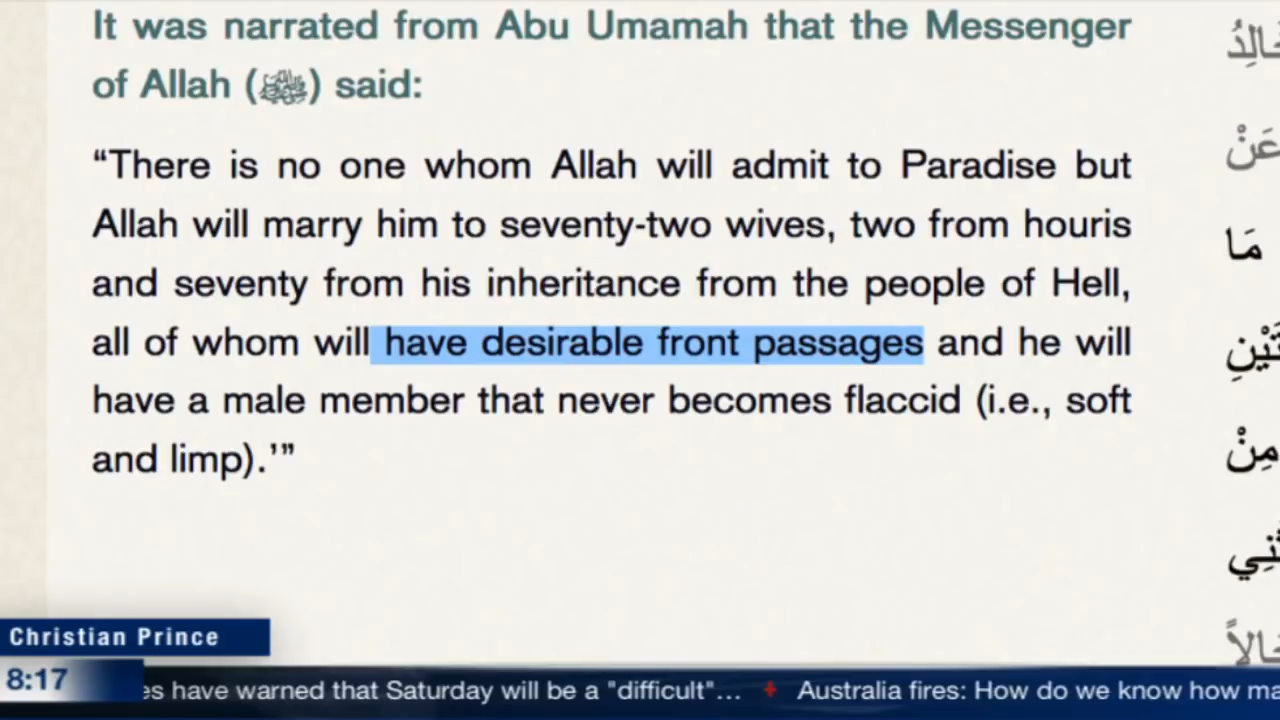 It was narrated from Abu Umamah that the Messenger
of Allah (ﷺ) said:
“There is no one whom Allah will admit to Paradise but
Allah will marry him to seventy-two wives, two from houris
and seventy from his inheritance from the people of Hell,
all of whom will have desirable front passages and he will
have a male member that never becomes flaccid (i.e., soft
and limp).’”
عَنْ
مَا
مِنْ
Christian Prince
8:17
es have warned that Saturday will be a "difficult"... + Australia fires: How do we know how ma